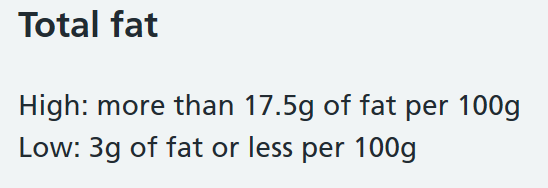 Total fat
High: more than 17.5g of fat per 100g
Low: 3g of fat or less per 100g